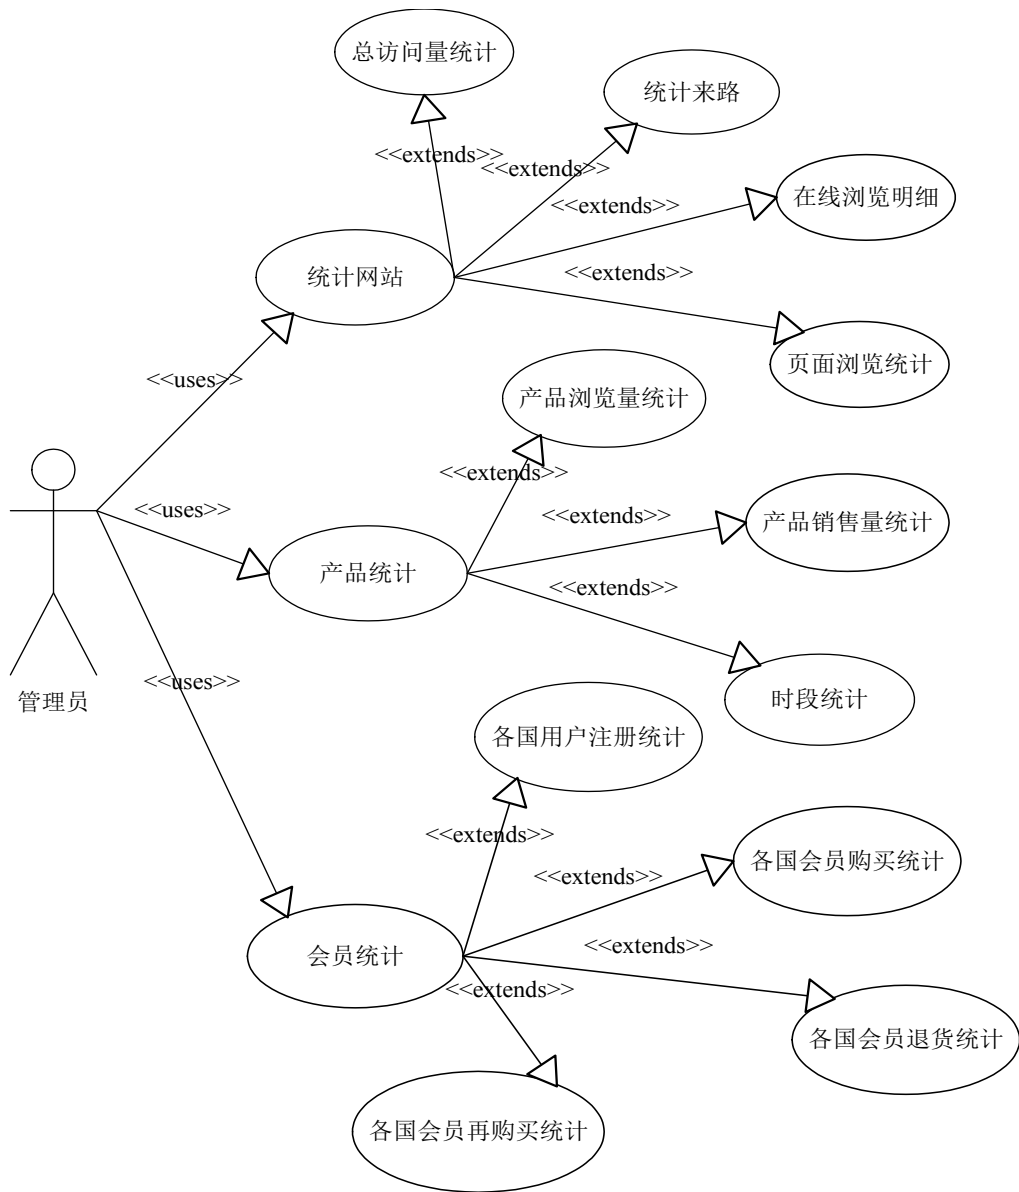 总访问量统计
统计来路
<<extends>>
<<extends>>
在线浏览明细
<<extends>>
统计网站
<<extends>>
页面浏览统计
<<uses>>
产品浏览量统计
<<extends>>
<<uses>>
<<extends>>
产品销售量统计
产品统计
<<extends>>
<<uses>>
管理员
时段统计
各国用户注册统计
<<extends>>
各国会员购买统计
<<extends>>
会员统计
<<extends>>
<<extends>>
各国会员退货统计
各国会员再购买统计